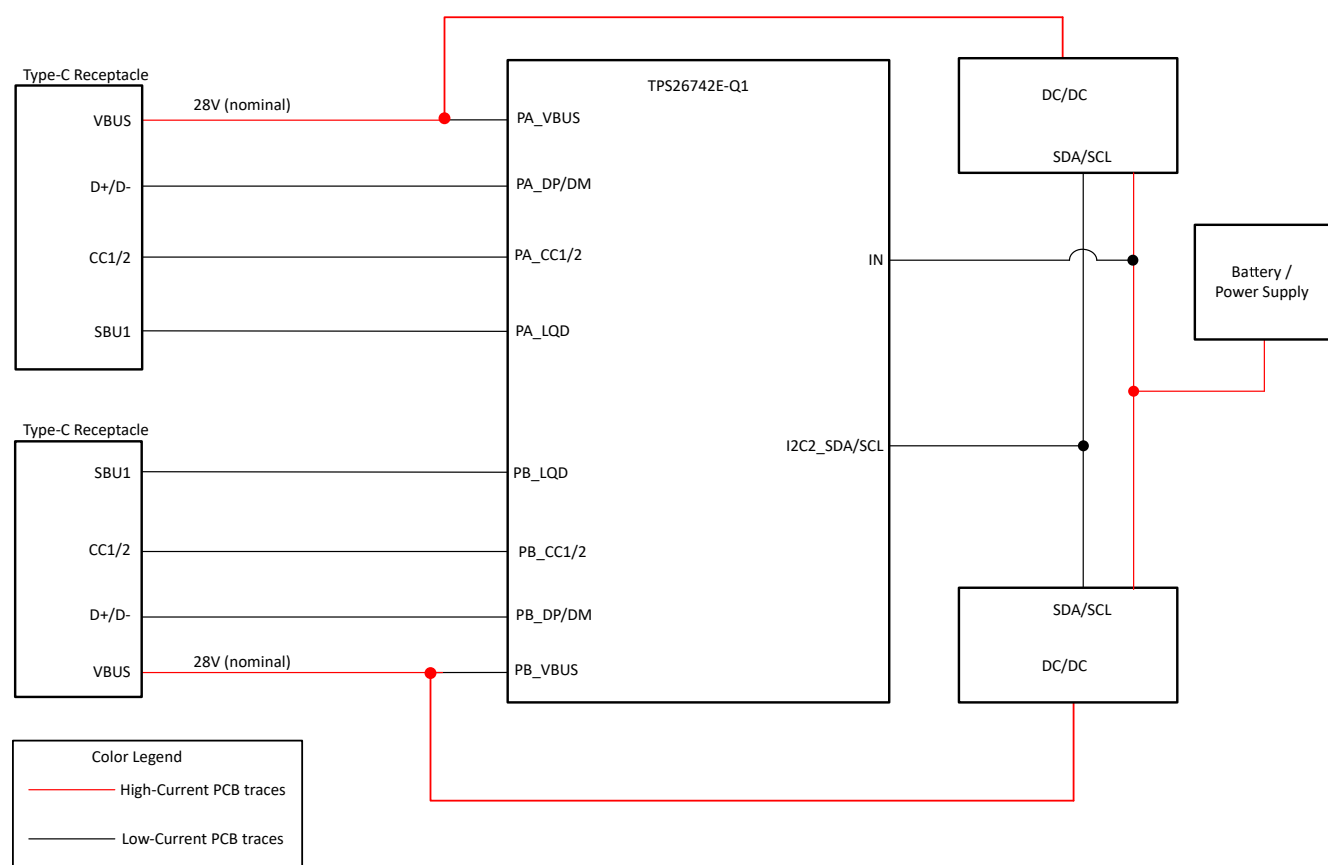 Type-C Receptacle
VBUS
D+/D-
CC1/2
SBU1
28V (nominal)
TPS26742E-Q1
PA_VBUS
PA_DP/DM
PA_CC1/2
PA_LQD
IN
I2C2_SDA/SCL
PB_LQD
PB_CC1/2
PB_DP/DM
PB_VBUS
DC/DC
SDA/SCL
Battery /
Power Supply
Type-C Receptacle
SBU1
CC1/2
D+/D-
VBUS
28V (nominal)
SDA/SCL
DC/DC
Color Legend
High-Current PCB traces
Low-Current PCB traces